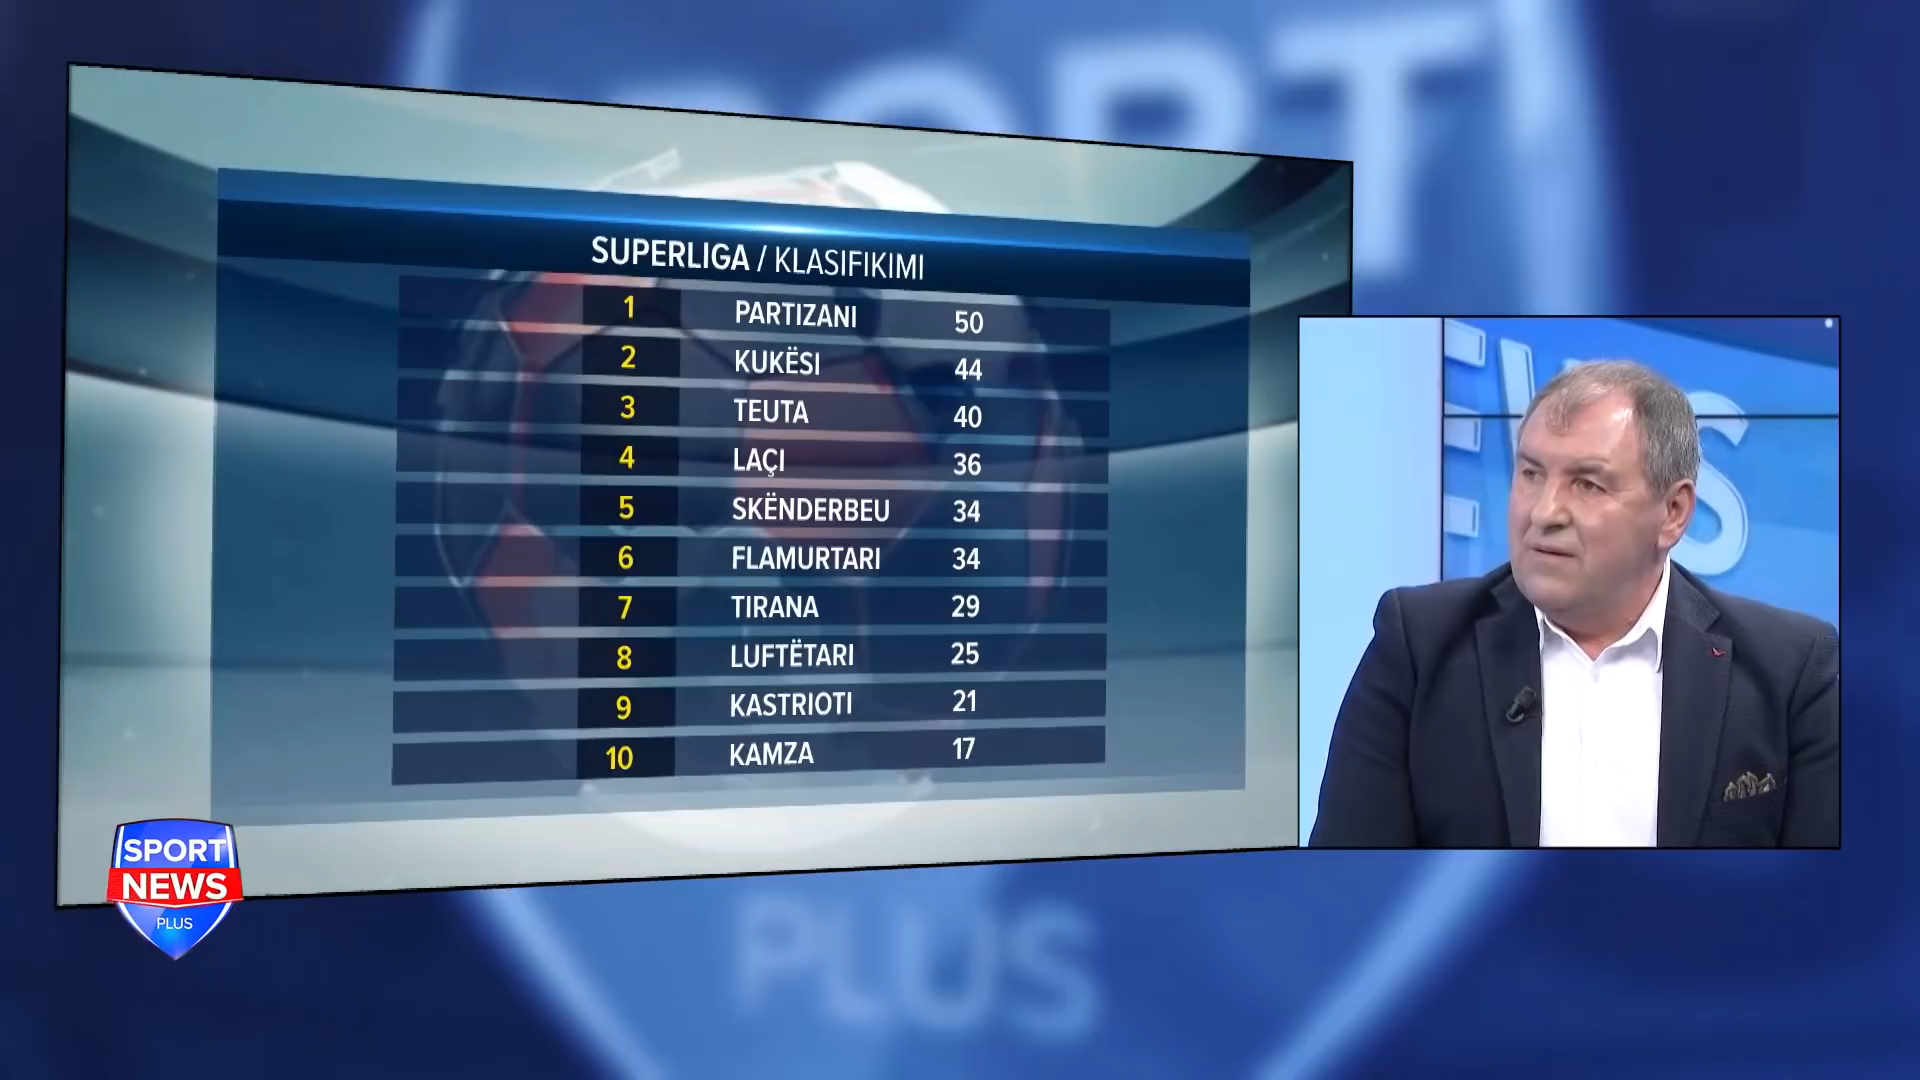 SUPERLIGA / KLASIFIKIMI
1 PARTIZANI 50
2 KUKËSI 44
3 TEUTA 40
4 LAÇI 36
5 SKËNDERBEU 34
6 FLAMURTARI 34
7 TIRANA 29
8 LUFTËTARI 25
9 KASTRIOTI 21
10 KAMZA 17
SPORT
NEWS
PLUS
PLUS